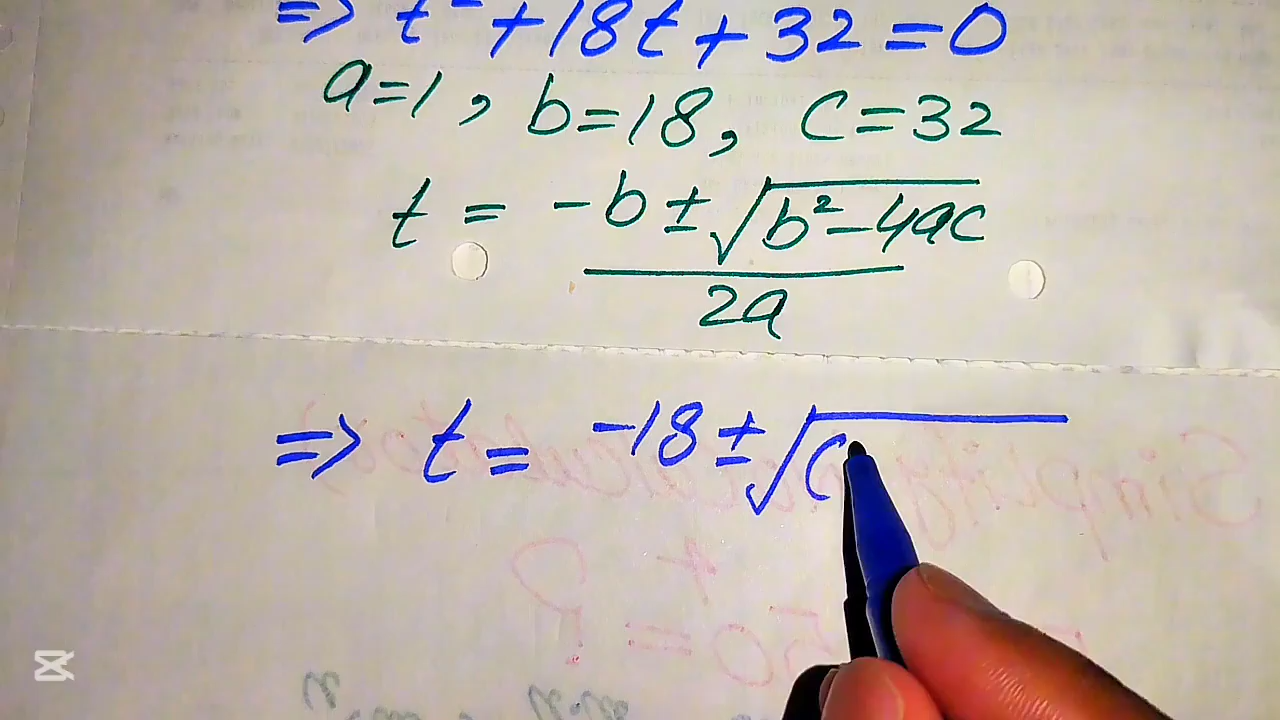 => t² + 18t + 32 = 0
a=1, b=18, c=32
t = -b ± √b²-4ac
2a
=> t = -18 ± √(